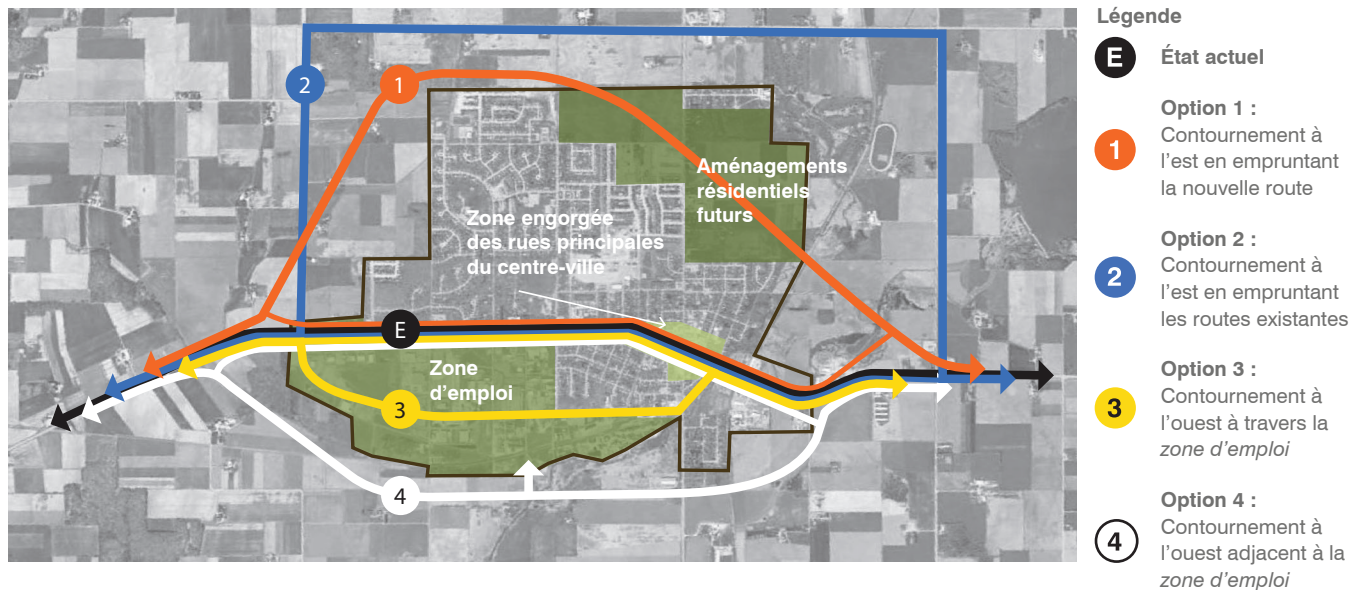 2
1
Aménagements
résidentiels
futurs
Zone engorgée
des rues principales
du centre-ville
E
Zone
d’emploi
3
4
Légende
E
État actuel
Option 1 :
1
Contournement à
l’est en empruntant
la nouvelle route
Option 2 :
2
Contournement à
l’est en empruntant
les routes existantes
Option 3 :
3
Contournement à
l’ouest à travers la
zone d’emploi
Option 4 :
4
Contournement à
l’ouest adjacent à la
zone d’emploi